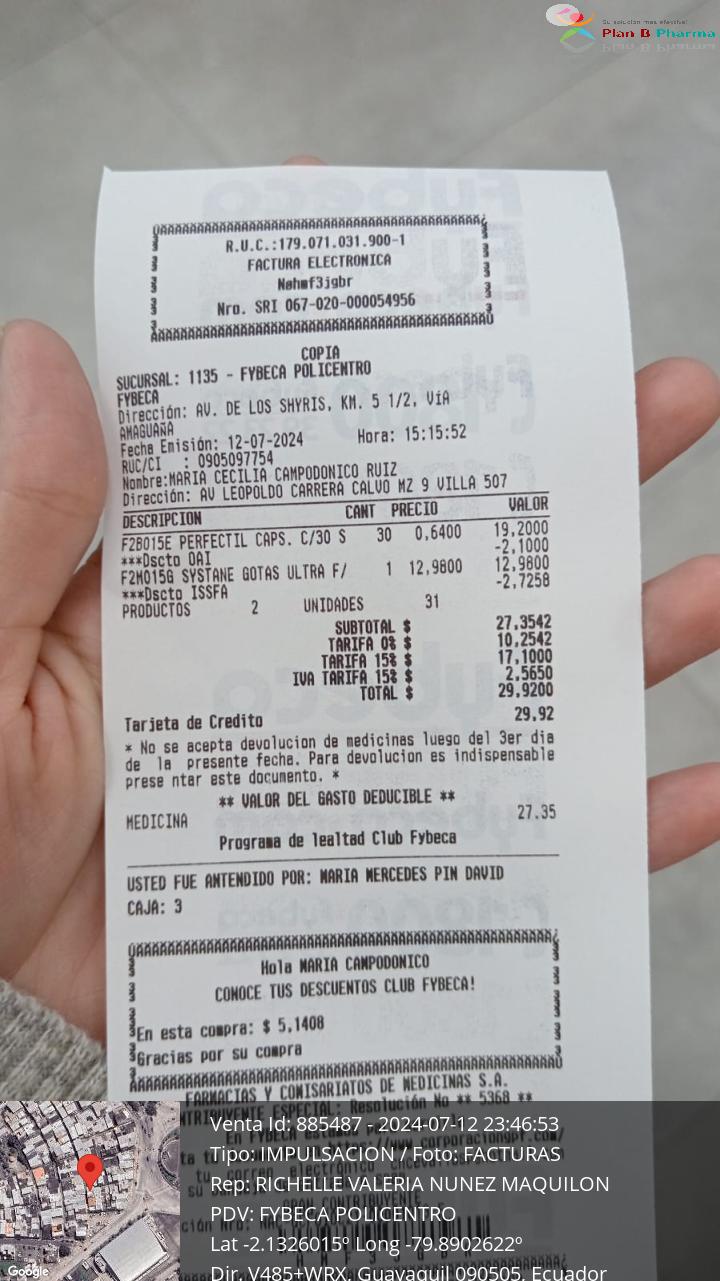 Su solucion mas efectiva!
Plan B Pharma
R.U.C.:179.071.031.900-1
FACTURA ELECTRONICA
Nahmf3jgbr
Nro. SRI 067-020-000054956
COPIA
SUCURSAL: 1135 - FYBECA POLICENTRO
FYBECA
Dirección: AV. DE LOS SHYRIS, KM. 5 1/2, VíA
AMAGUAÑA
Fecha Emisión: 12-07-2024 Hora: 15:15:52
RUC/CI : 0905097754
Nombre:MARIA CECILIA CAMPODONICO RUIZ
Dirección: AV LEOPOLDO CARRERA CALVO MZ 9 VILLA 507
DESCRIPCION CANT PRECIO VALOR
F2B015E PERFECTIL CAPS. C/30 S 30 0,6400 19,2000
***Dscto OAI -2,1000
F2M015G SYSTANE GOTAS ULTRA F/ 1 12,9800 12,9800
***Dscto ISSFA -2,7258
PRODUCTOS 2 UNIDADES 31
SUBTOTAL $ 27,3542
TARIFA 0% $ 10,2542
TARIFA 15% $ 17,1000
IVA TARIFA 15% $ 2,5650
TOTAL $ 29,9200
Tarjeta de Credito 29,92
* No se acepta devolucion de medicinas luego del 3er dia
de la presente fecha. Para devolucion es indispensable
prese ntar este documento. *
** VALOR DEL GASTO DEDUCIBLE **
MEDICINA 27.35
Programa de lealtad Club Fybeca
USTED FUE ANTENDIDO POR: MARIA MERCEDES PIN DAVID
CAJA: 3
Hola MARIA CAMPODONICO
CONOCE TUS DESCUENTOS CLUB FYBECA!
En esta compra: $ 5,1408
Gracias por su compra
FARMACIAS Y COMISARIATOS DE MEDICINAS S.A.
ESPECIAL: Resolución No ** 5368 **
Venta Id: 885487 - 2024-07-12 23:46:53
Tipo: IMPULSACION / Foto: FACTURAS
Rep: RICHELLE VALERIA NUNEZ MAQUILON
PDV: FYBECA POLICENTRO
Lat -2.1326015º Long -79.8902622º
Dir. V485+WRX, Guayaquil 090505, Ecuador
Google